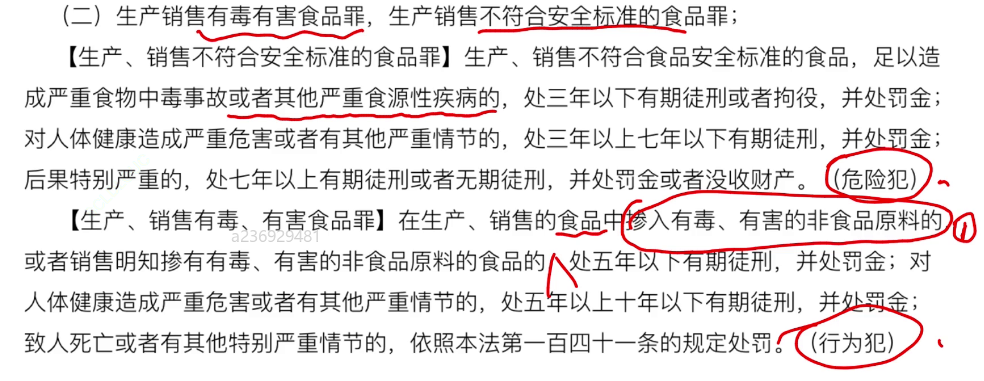 （二）生产销售有毒有害食品罪，生产销售不符合安全标准的食品罪；
【生产、销售不符合安全标准的食品罪】生产、销售不符合食品安全标准的食品，足以造
成严重食物中毒事故或者其他严重食源性疾病的，处三年以下有期徒刑或者拘役，并处罚金；
对人体健康造成严重危害或者有其他严重情节的，处三年以上七年以下有期徒刑，并处罚金；
后果特别严重的，处七年以上有期徒刑或者无期徒刑，并处罚金或者没收财产。（危险犯）
【生产、销售有毒、有害食品罪】在生产、销售的食品中掺入有毒、有害的非食品原料的，①
a236929481
或者销售明知掺有有毒、有害的非食品原料的食品的，处五年以下有期徒刑，并处罚金；对
人体健康造成严重危害或者有其他严重情节的，处五年以上十年以下有期徒刑，并处罚金；
致人死亡或者有其他特别严重情节的，依照本法第一百四十一条的规定处罚。（行为犯）